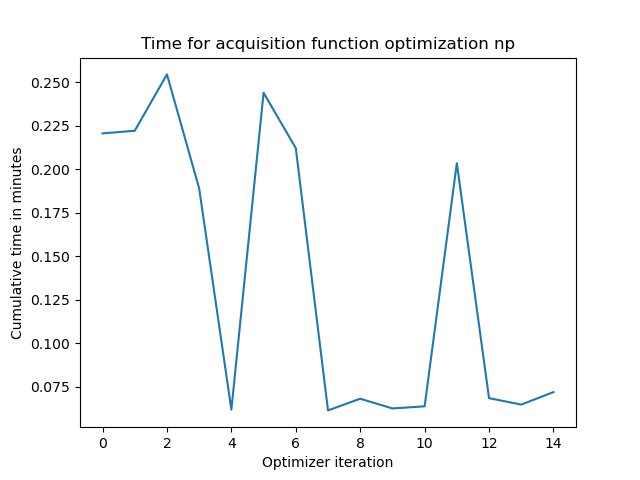 Time for acquisition function optimization np
Cumulative time in minutes
0.250
0.225
0.200
0.175
0.150
0.125
0.100
0.075
0 2 4 6 8 10 12 14
Optimizer iteration